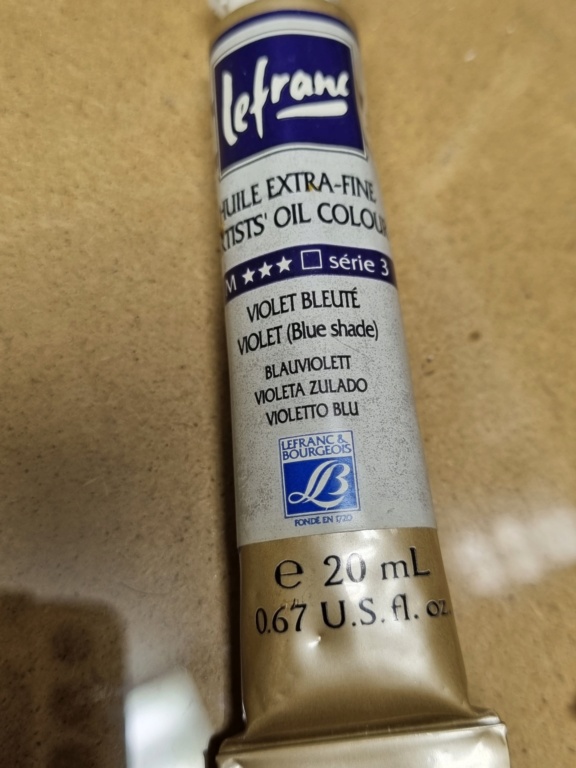 lefranc
HUILE EXTRA-FINE
ARTISTS' OIL COLOUR
M ★★★ □ série 3
VIOLET BLEUTÉ
VIOLET (Blue shade)
BLAUVIOLETT
VIOLETA ZULADO
VIOLETTO BLU
LEFRANC &
BOURGEOIS
LB
FONDÉ EN 1720
e 20 mL
0.67 U.S. fl. oz.